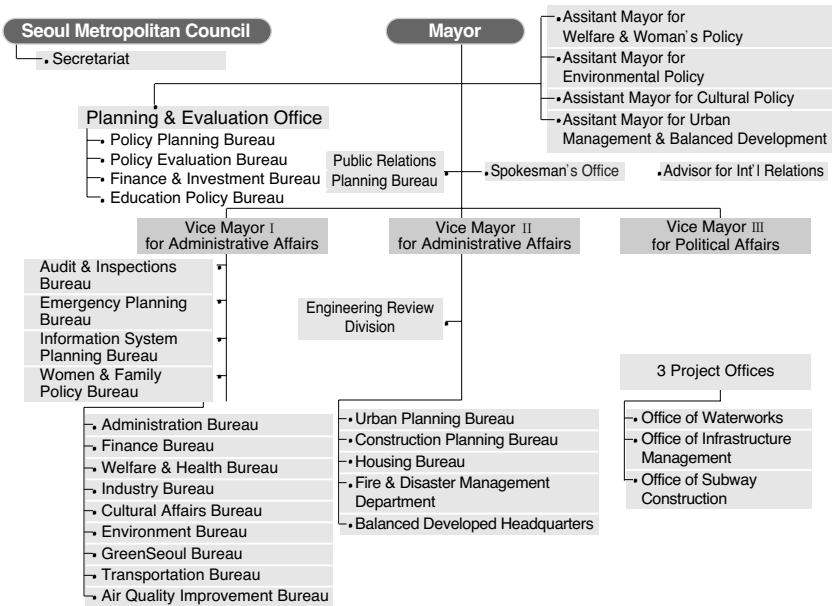 Seoul Metropolitan Council
Secretariat
Mayor
Assitant Mayor for
Welfare & Woman's Policy
Assitant Mayor for
Environmental Policy
Assistant Mayor for Cultural Policy
Assitant Mayor for Urban
Management & Balanced Development
Planning & Evaluation Office
Policy Planning Bureau
Policy Evaluation Bureau
Finance & Investment Bureau
Education Policy Bureau
Public Relations
Planning Bureau
Spokesman's Office
Advisor for Int'l Relations
Vice Mayor I
for Administrative Affairs
Vice Mayor II
for Administrative Affairs
Vice Mayor III
for Political Affairs
Audit & Inspections
Bureau
Emergency Planning
Bureau
Information System
Planning Bureau
Women & Family
Policy Bureau
Administration Bureau
Finance Bureau
Welfare & Health Bureau
Industry Bureau
Cultural Affairs Bureau
Environment Bureau
GreenSeoul Bureau
Transportation Bureau
Air Quality Improvement Bureau
Engineering Review
Division
Urban Planning Bureau
Construction Planning Bureau
Housing Bureau
Fire & Disaster Management
Department
Balanced Developed Headquarters
3 Project Offices
Office of Waterworks
Office of Infrastructure
Management
Office of Subway
Construction